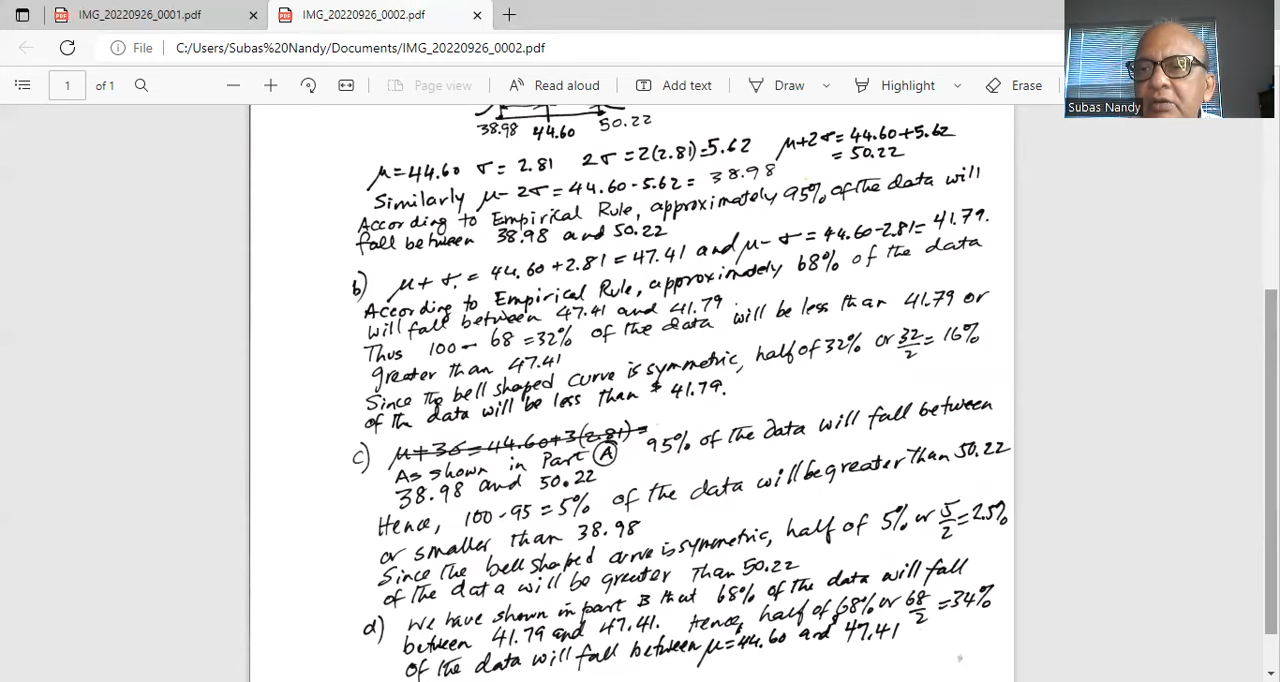 IMG_20220926_0001.pdf
IMG_20220926_0002.pdf
File
C:/Users/Subas%20Nandy/Documents/IMG_20220926_0002.pdf
1 of 1
Page view
Read aloud
Add text
Draw
Highlight
Erase
Subas Nandy
38.98 44.60 50.22
μ=44.60 σ = 2.81 2σ = 2(2.81)=5.62 μ+2σ = 44.60+5.62
= 50.22
Similarly μ- 2σ = 44.60-5.62 = 38.98
According to Empirical Rule, approximately 95% of the data will
fall between 38.98 and 50.22
b) μ+ σ = 44.60+2.81 = 47.41 and μ- σ = 44.60-2.81= 41.79.
According to Empirical Rule, approximately 68% of the data
will fall between 47.41 and 41.79
Thus 100 - 68 = 32% of the data will be less than 41.79 or
greater than 47.41
Since the bell shaped curve is symmetric, half of 32% or 32/2 = 16%
of the data will be less than $ 41.79.
c) μ+3σ = 44.60+3(2.81) =
As shown in Part A 95% of the data will fall between
38.98 and 50.22
Hence, 100-95 = 5% of the data will be greater than 50.22
or smaller than 38.98
Since the bell shaped curve is symmetric, half of 5% or 5/2 = 2.5%
of the data will be greater than 50.22
d) We have shown in part B that 68% of the data will fall
between 41.79 and 47.41. Hence, half of 68% or 68/2 = 34%
of the data will fall between μ=44.60 and 47.41